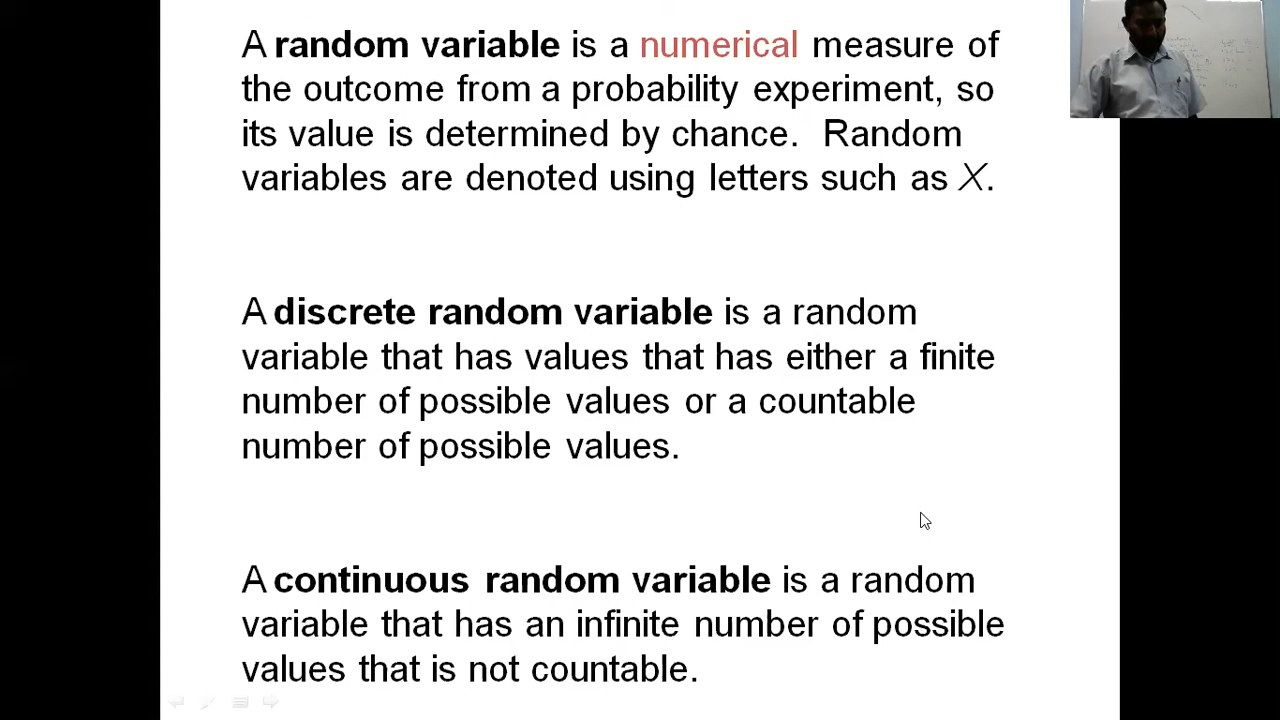 A random variable is a numerical measure of
the outcome from a probability experiment, so
its value is determined by chance. Random
variables are denoted using letters such as X.
A discrete random variable is a random
variable that has values that has either a finite
number of possible values or a countable
number of possible values.
A continuous random variable is a random
variable that has an infinite number of possible
values that is not countable.